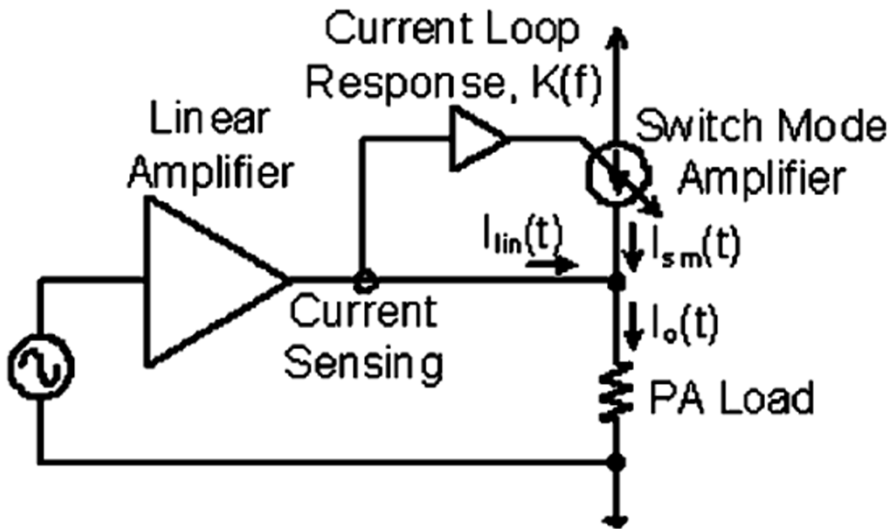 Current Loop
Response, K(f)
Linear
Amplifier
Switch Mode
Amplifier
Ilin(t)
Ism(t)
Current
Sensing
Io(t)
PA Load